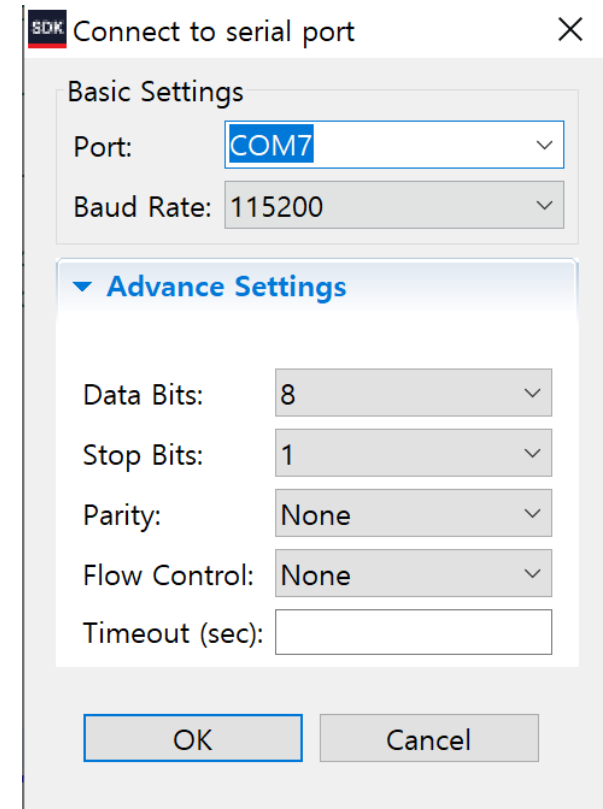 SDK Connect to serial port
Basic Settings
Port: COM7
Baud Rate: 115200
Advance Settings
Data Bits: 8
Stop Bits: 1
Parity: None
Flow Control: None
Timeout (sec):
OK Cancel